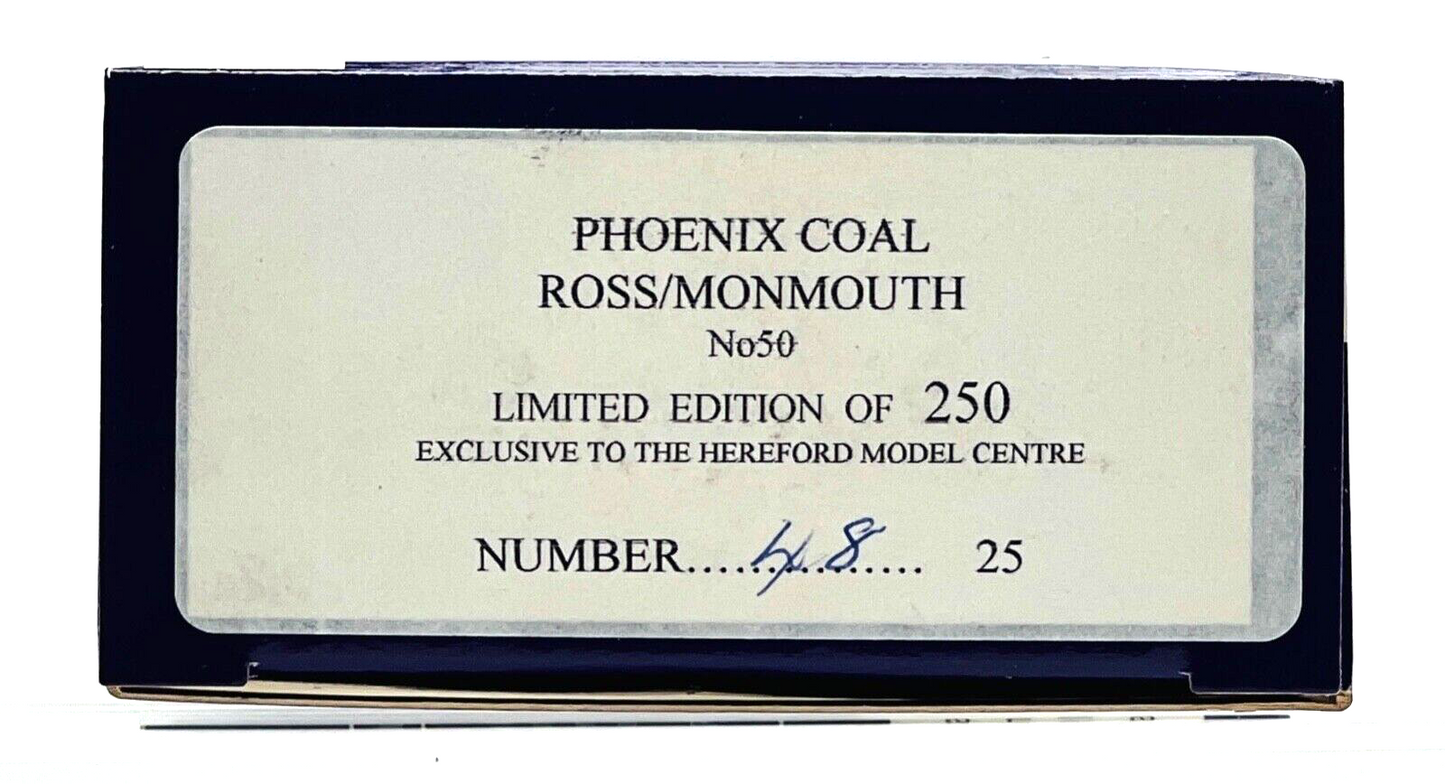 PHOENIX COAL
ROSS/MONMOUTH
No50
LIMITED EDITION OF 250
EXCLUSIVE TO THE HEREFORD MODEL CENTRE
NUMBER....48.... 25